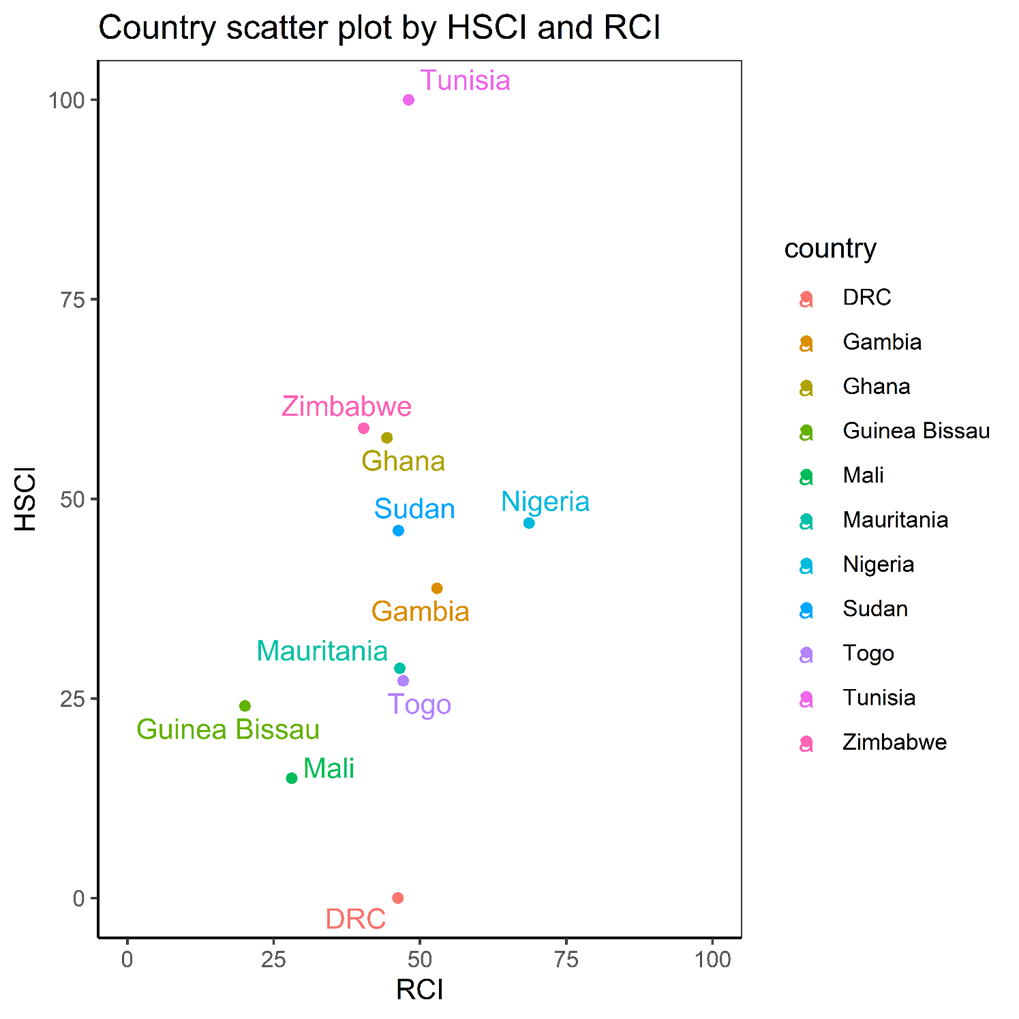 Country scatter plot by HSCI and RCI
Tunisia
100
75
Zimbabwe
Ghana
HSCI
50
Sudan
Nigeria
Gambia
Mauritania
Togo
25
Guinea Bissau
Mali
0
DRC
0 25 50 75 100
RCI
country
a DRC
a Gambia
a Ghana
a Guinea Bissau
a Mali
a Mauritania
a Nigeria
a Sudan
a Togo
a Tunisia
a Zimbabwe